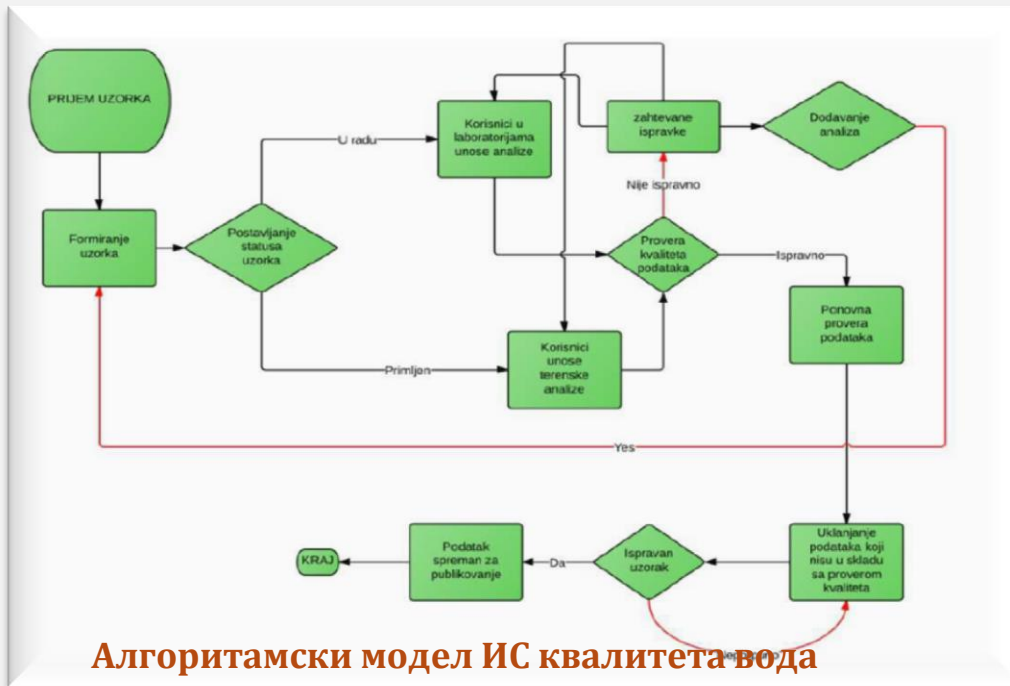 PRIJEM UZORKA
Formiranje
uzorka
Postavljanje
statusa
uzorka
U radu
Primljen
Korisnici u
laboratorijama
unose analize
Korisnici
unose
terenske
analize
zahtevane
ispravke
Dodavanje
analiza
Nije ispravno
Provera
kvaliteta
podataka
Ispravno
Ponovna
provera
podataka
Yes
Uklanjanje
podataka koji
nisu u skladu
sa proverom
kvaliteta
Ispravan
uzorak
Da
Podatak
spreman za
publikovanje
KRAJ
Алгоритамски модел ИС квалитета вода